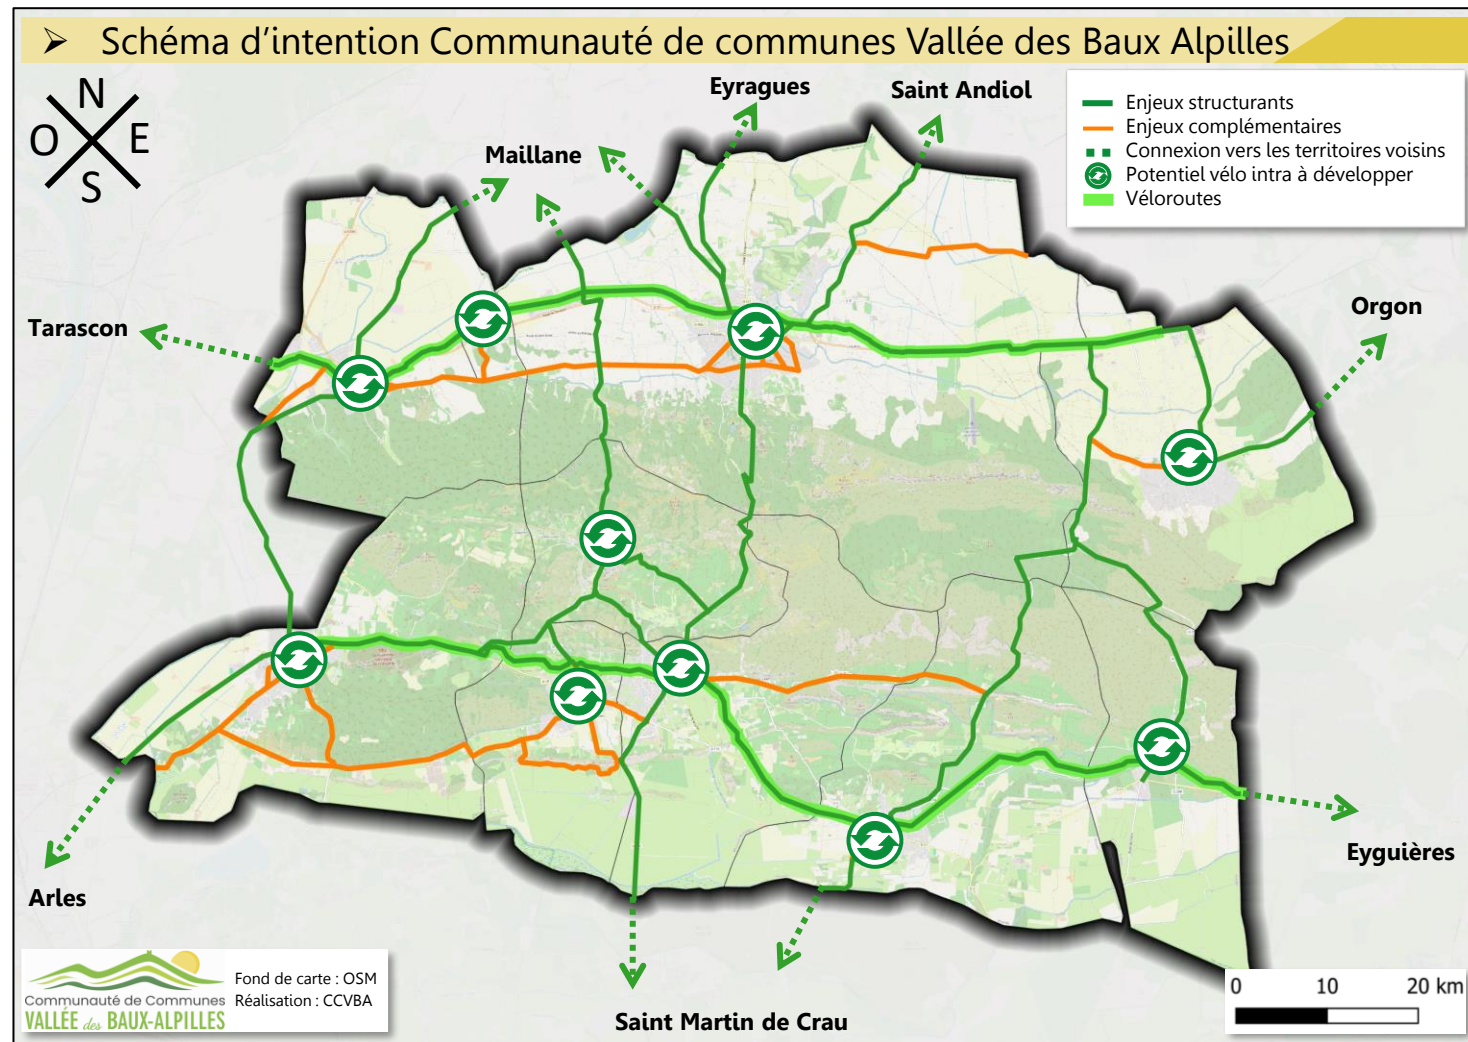 ➢ Schéma d'intention Communauté de communes Vallée des Baux Alpilles
N
O E
S
Eyragues
Saint Andiol
Maillane
Enjeux structurants
Enjeux complémentaires
Connexion vers les territoires voisins
Potentiel vélo intra à développer
Véloroutes
Tarascon
Orgon
Eyguières
Arles
Saint Martin de Crau
Communauté de Communes
VALLÉE des BAUX-ALPILLES
Fond de carte : OSM
Réalisation : CCVBA
0 10 20 km